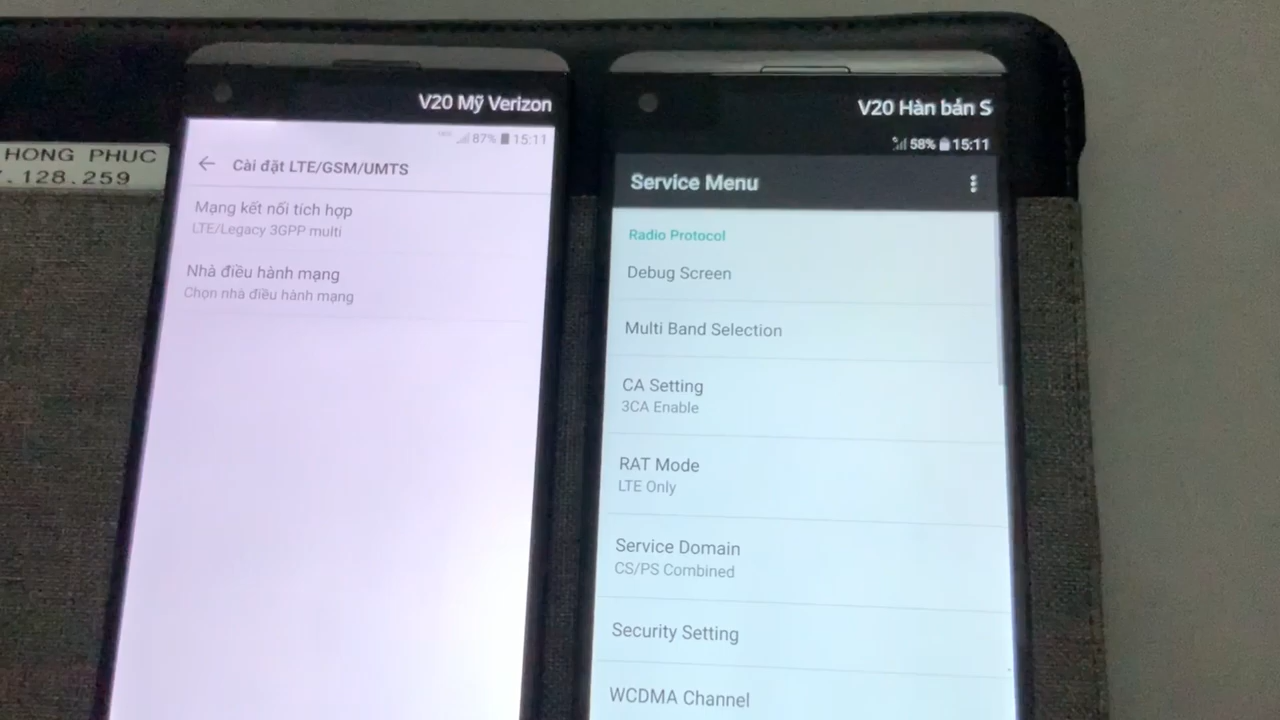 HONG PHUC
.128.259
V20 Mỹ Verizon
87% 15:11
Cài đặt LTE/GSM/UMTS
Mạng kết nối tích hợp
LTE/Legacy 3GPP multi
Nhà điều hành mạng
Chọn nhà điều hành mạng
V20 Hàn bản S
58% 15:11
Service Menu
Radio Protocol
Debug Screen
Multi Band Selection
CA Setting
3CA Enable
RAT Mode
LTE Only
Service Domain
CS/PS Combined
Security Setting
WCDMA Channel